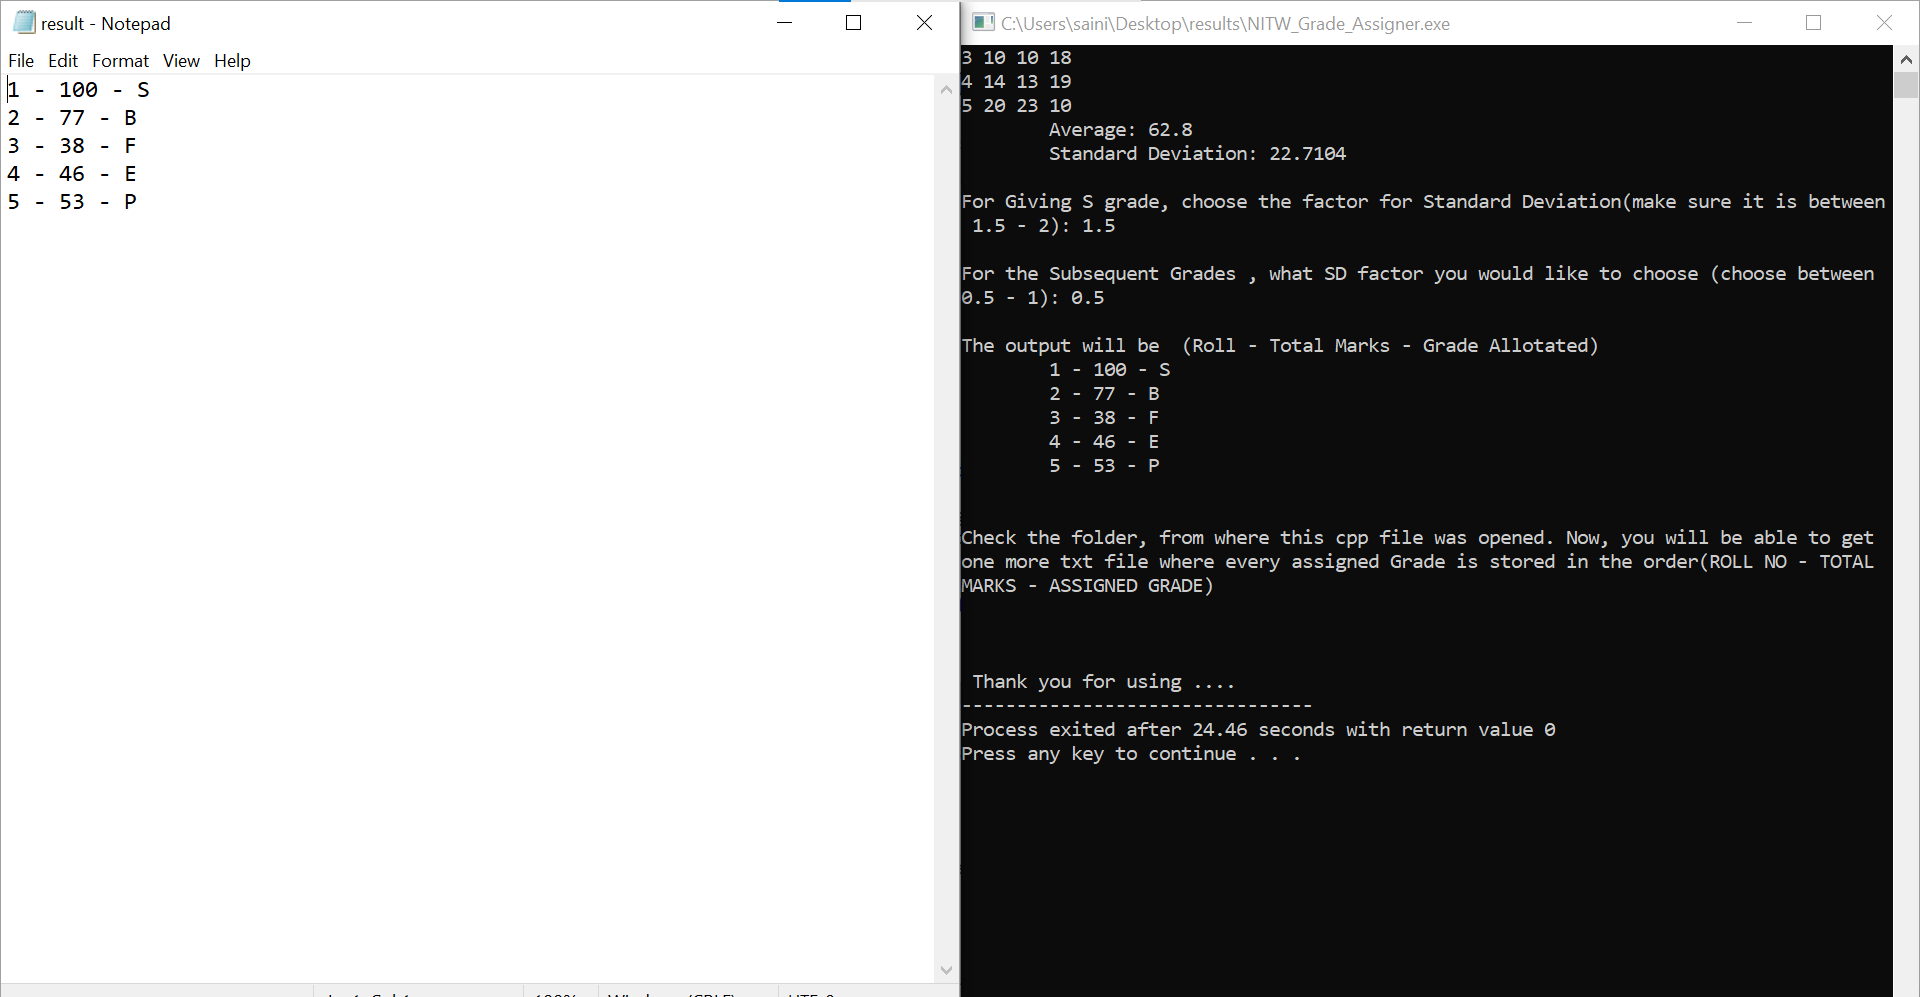 result - Notepad
File Edit Format View Help
1 - 100 - S
2 - 77 - B
3 - 38 - F
4 - 46 - E
5 - 53 - P
C:\Users\saini\Desktop\results\NITW_Grade_Assigner.exe
3 10 10 18
4 14 13 19
5 20 23 10
Average: 62.8
Standard Deviation: 22.7104
For Giving S grade, choose the factor for Standard Deviation(make sure it is between
1.5 - 2): 1.5
For the Subsequent Grades , what SD factor you would like to choose (choose between
0.5 - 1): 0.5
The output will be  (Roll - Total Marks - Grade Allotated)
1 - 100 - S
2 - 77 - B
3 - 38 - F
4 - 46 - E
5 - 53 - P
Check the folder, from where this cpp file was opened. Now, you will be able to get
one more txt file where every assigned Grade is stored in the order(ROLL NO - TOTAL
MARKS - ASSIGNED GRADE)
Thank you for using ....
--------------------------------
Process exited after 24.46 seconds with return value 0
Press any key to continue . . .